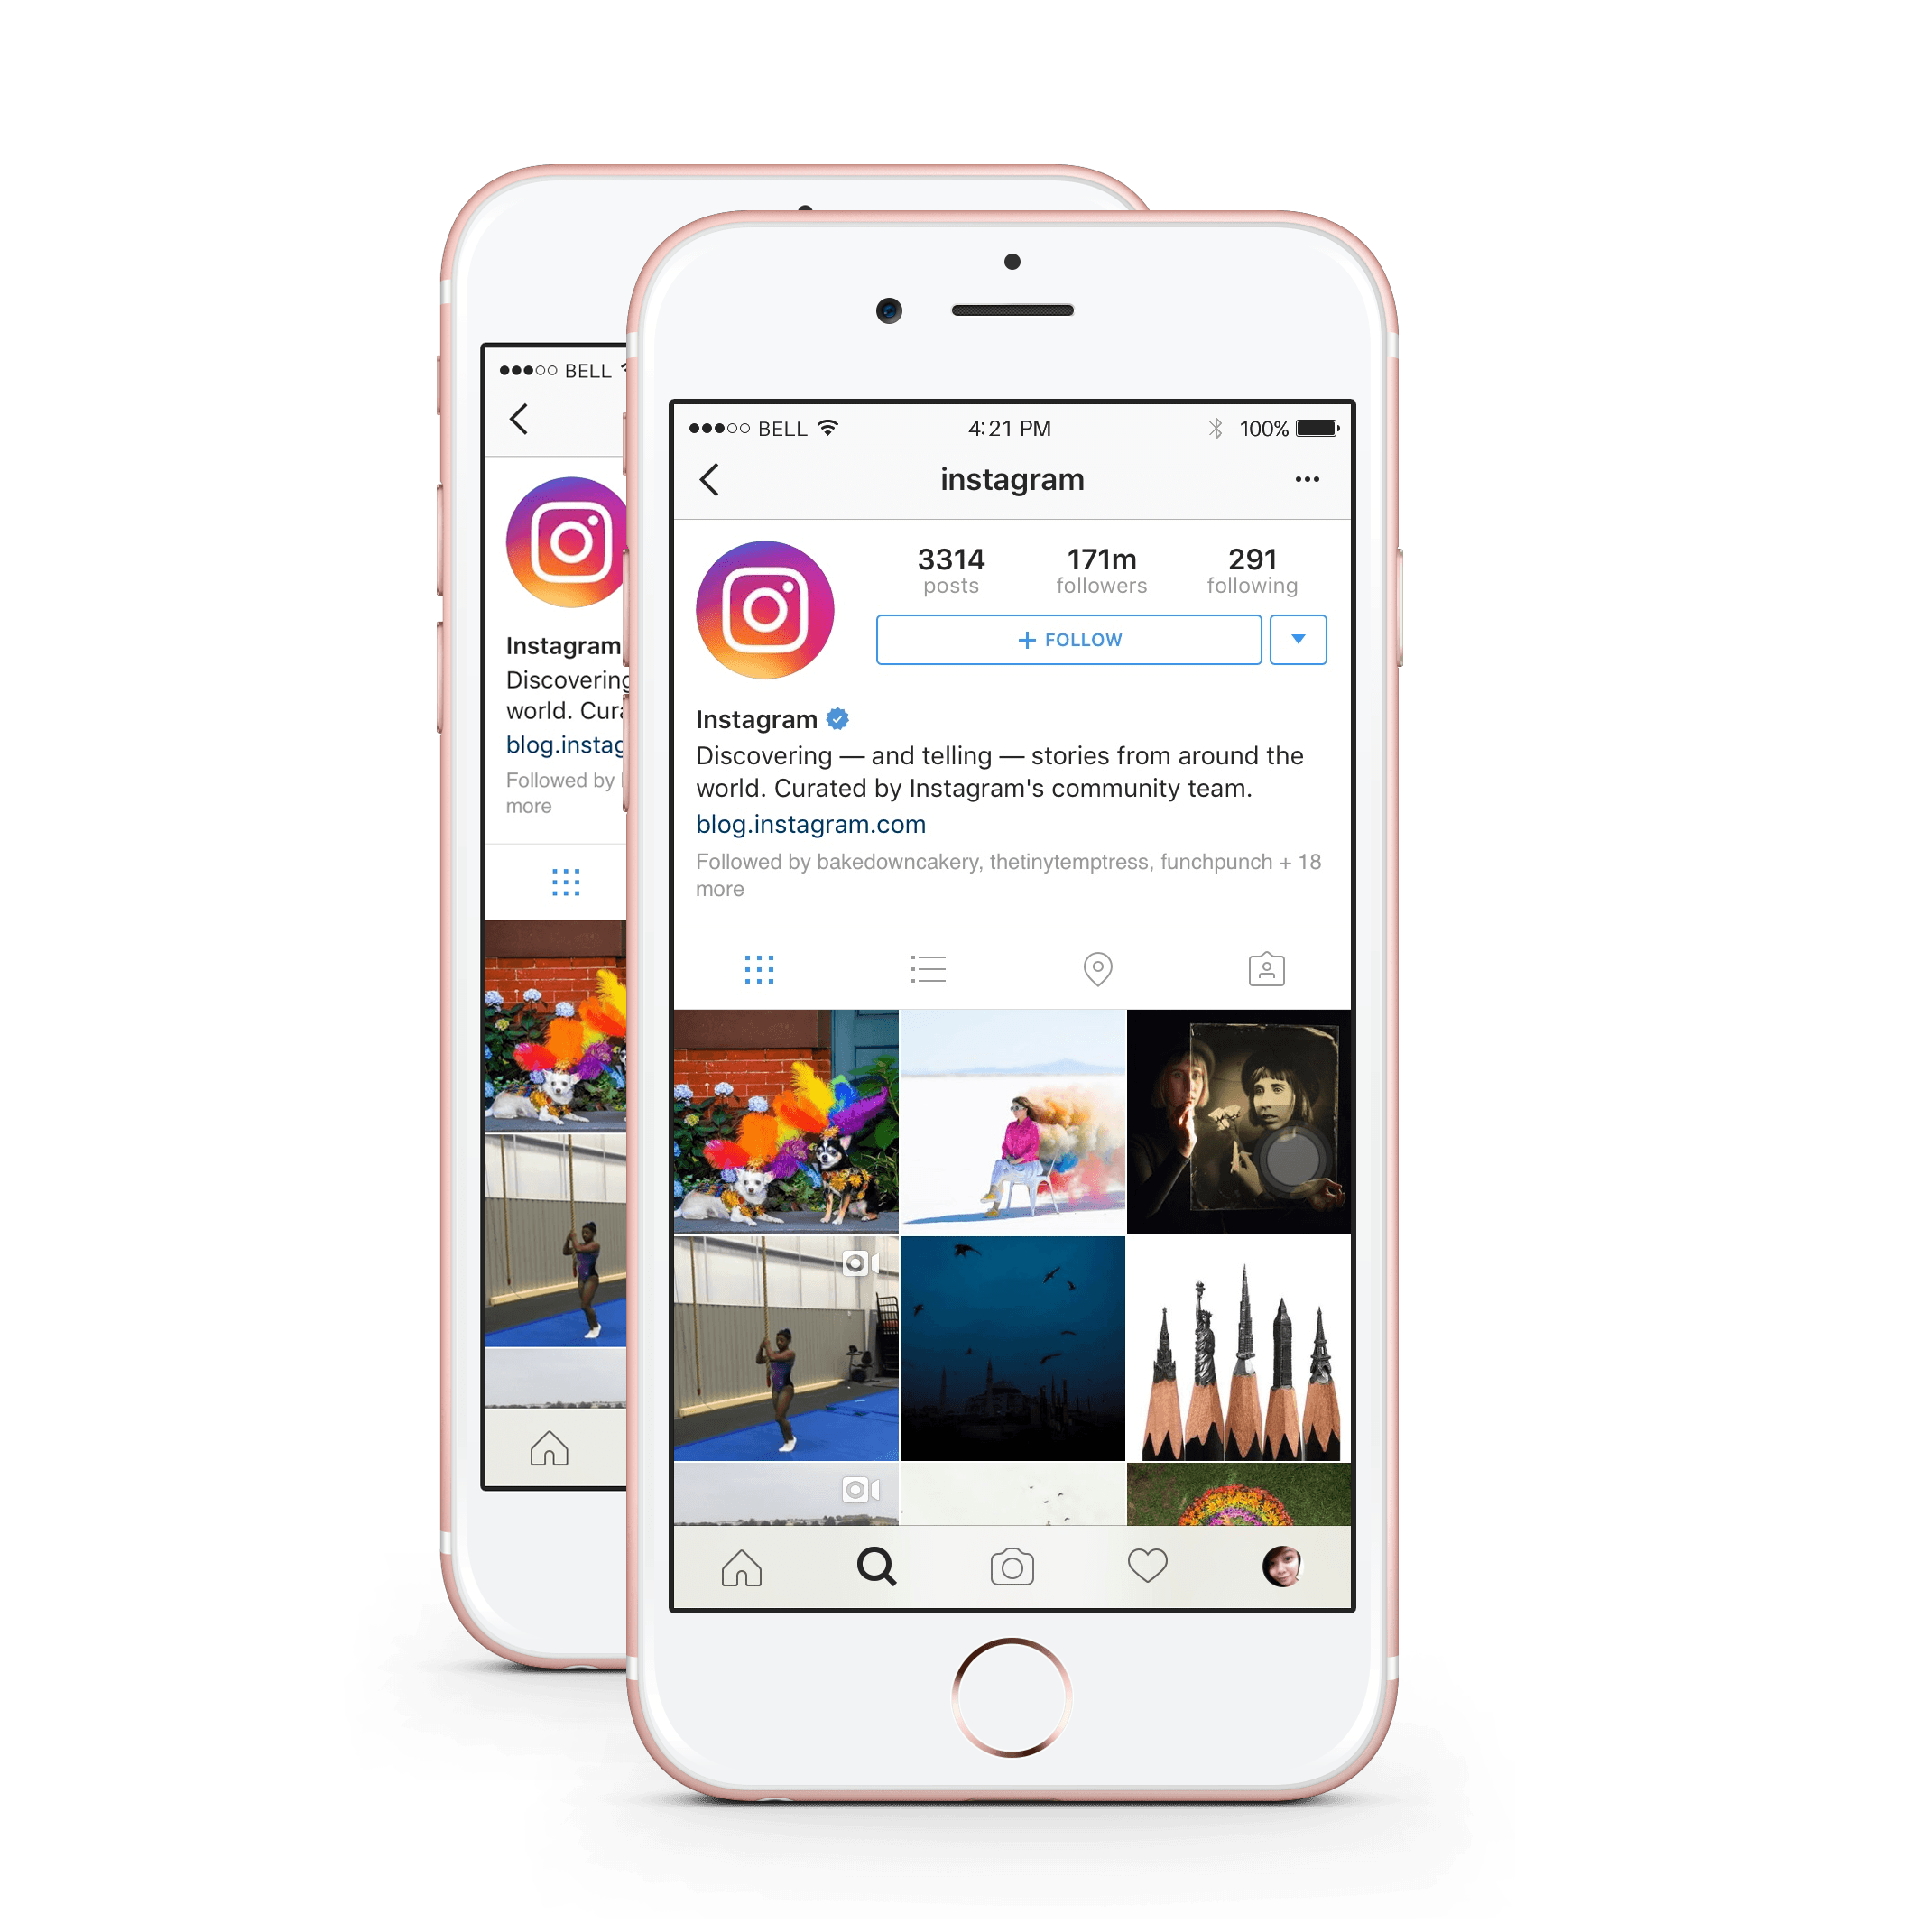 ●●●○○ BELL
Instagram
Discovering
world. Cura
blog.instag
Followed by
more
●●●○○ BELL 4:21 PM 100%
instagram
3314 171m 291
posts followers following
+ FOLLOW
Instagram
Discovering — and telling — stories from around the
world. Curated by Instagram's community team.
blog.instagram.com
Followed by bakedowncakery, thetinytemptress, funchpunch + 18
more